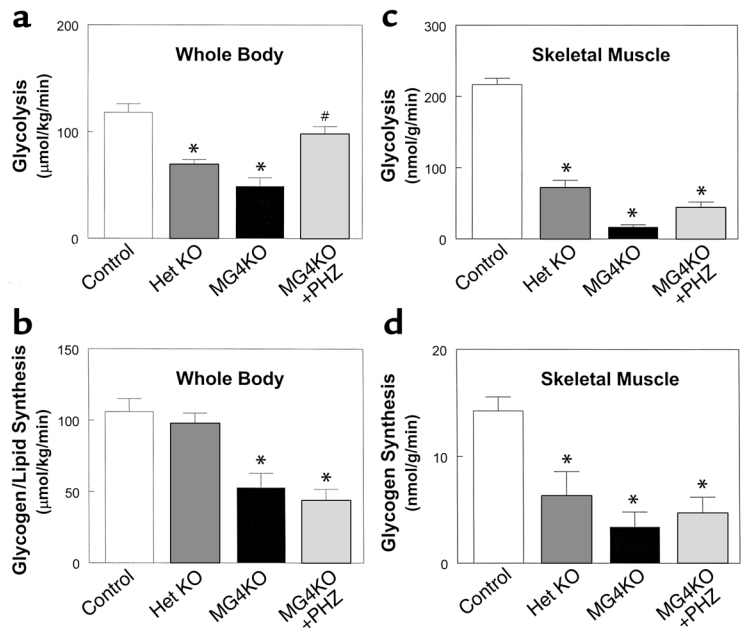 a
Whole Body
Glycolysis
(μmol/kg/min)
200
100
0
*
*
#
Control
Het KO
MG4KO
MG4KO
+PHZ
c
Skeletal Muscle
Glycolysis
(nmol/g/min)
300
200
100
0
*
*
*
Control
Het KO
MG4KO
MG4KO
+PHZ
b
Whole Body
Glycogen/Lipid Synthesis
(μmol/kg/min)
150
100
50
0
*
*
Control
Het KO
MG4KO
MG4KO
+PHZ
d
Skeletal Muscle
Glycogen Synthesis
(nmol/g/min)
20
10
0
*
*
*
Control
Het KO
MG4KO
MG4KO
+PHZ